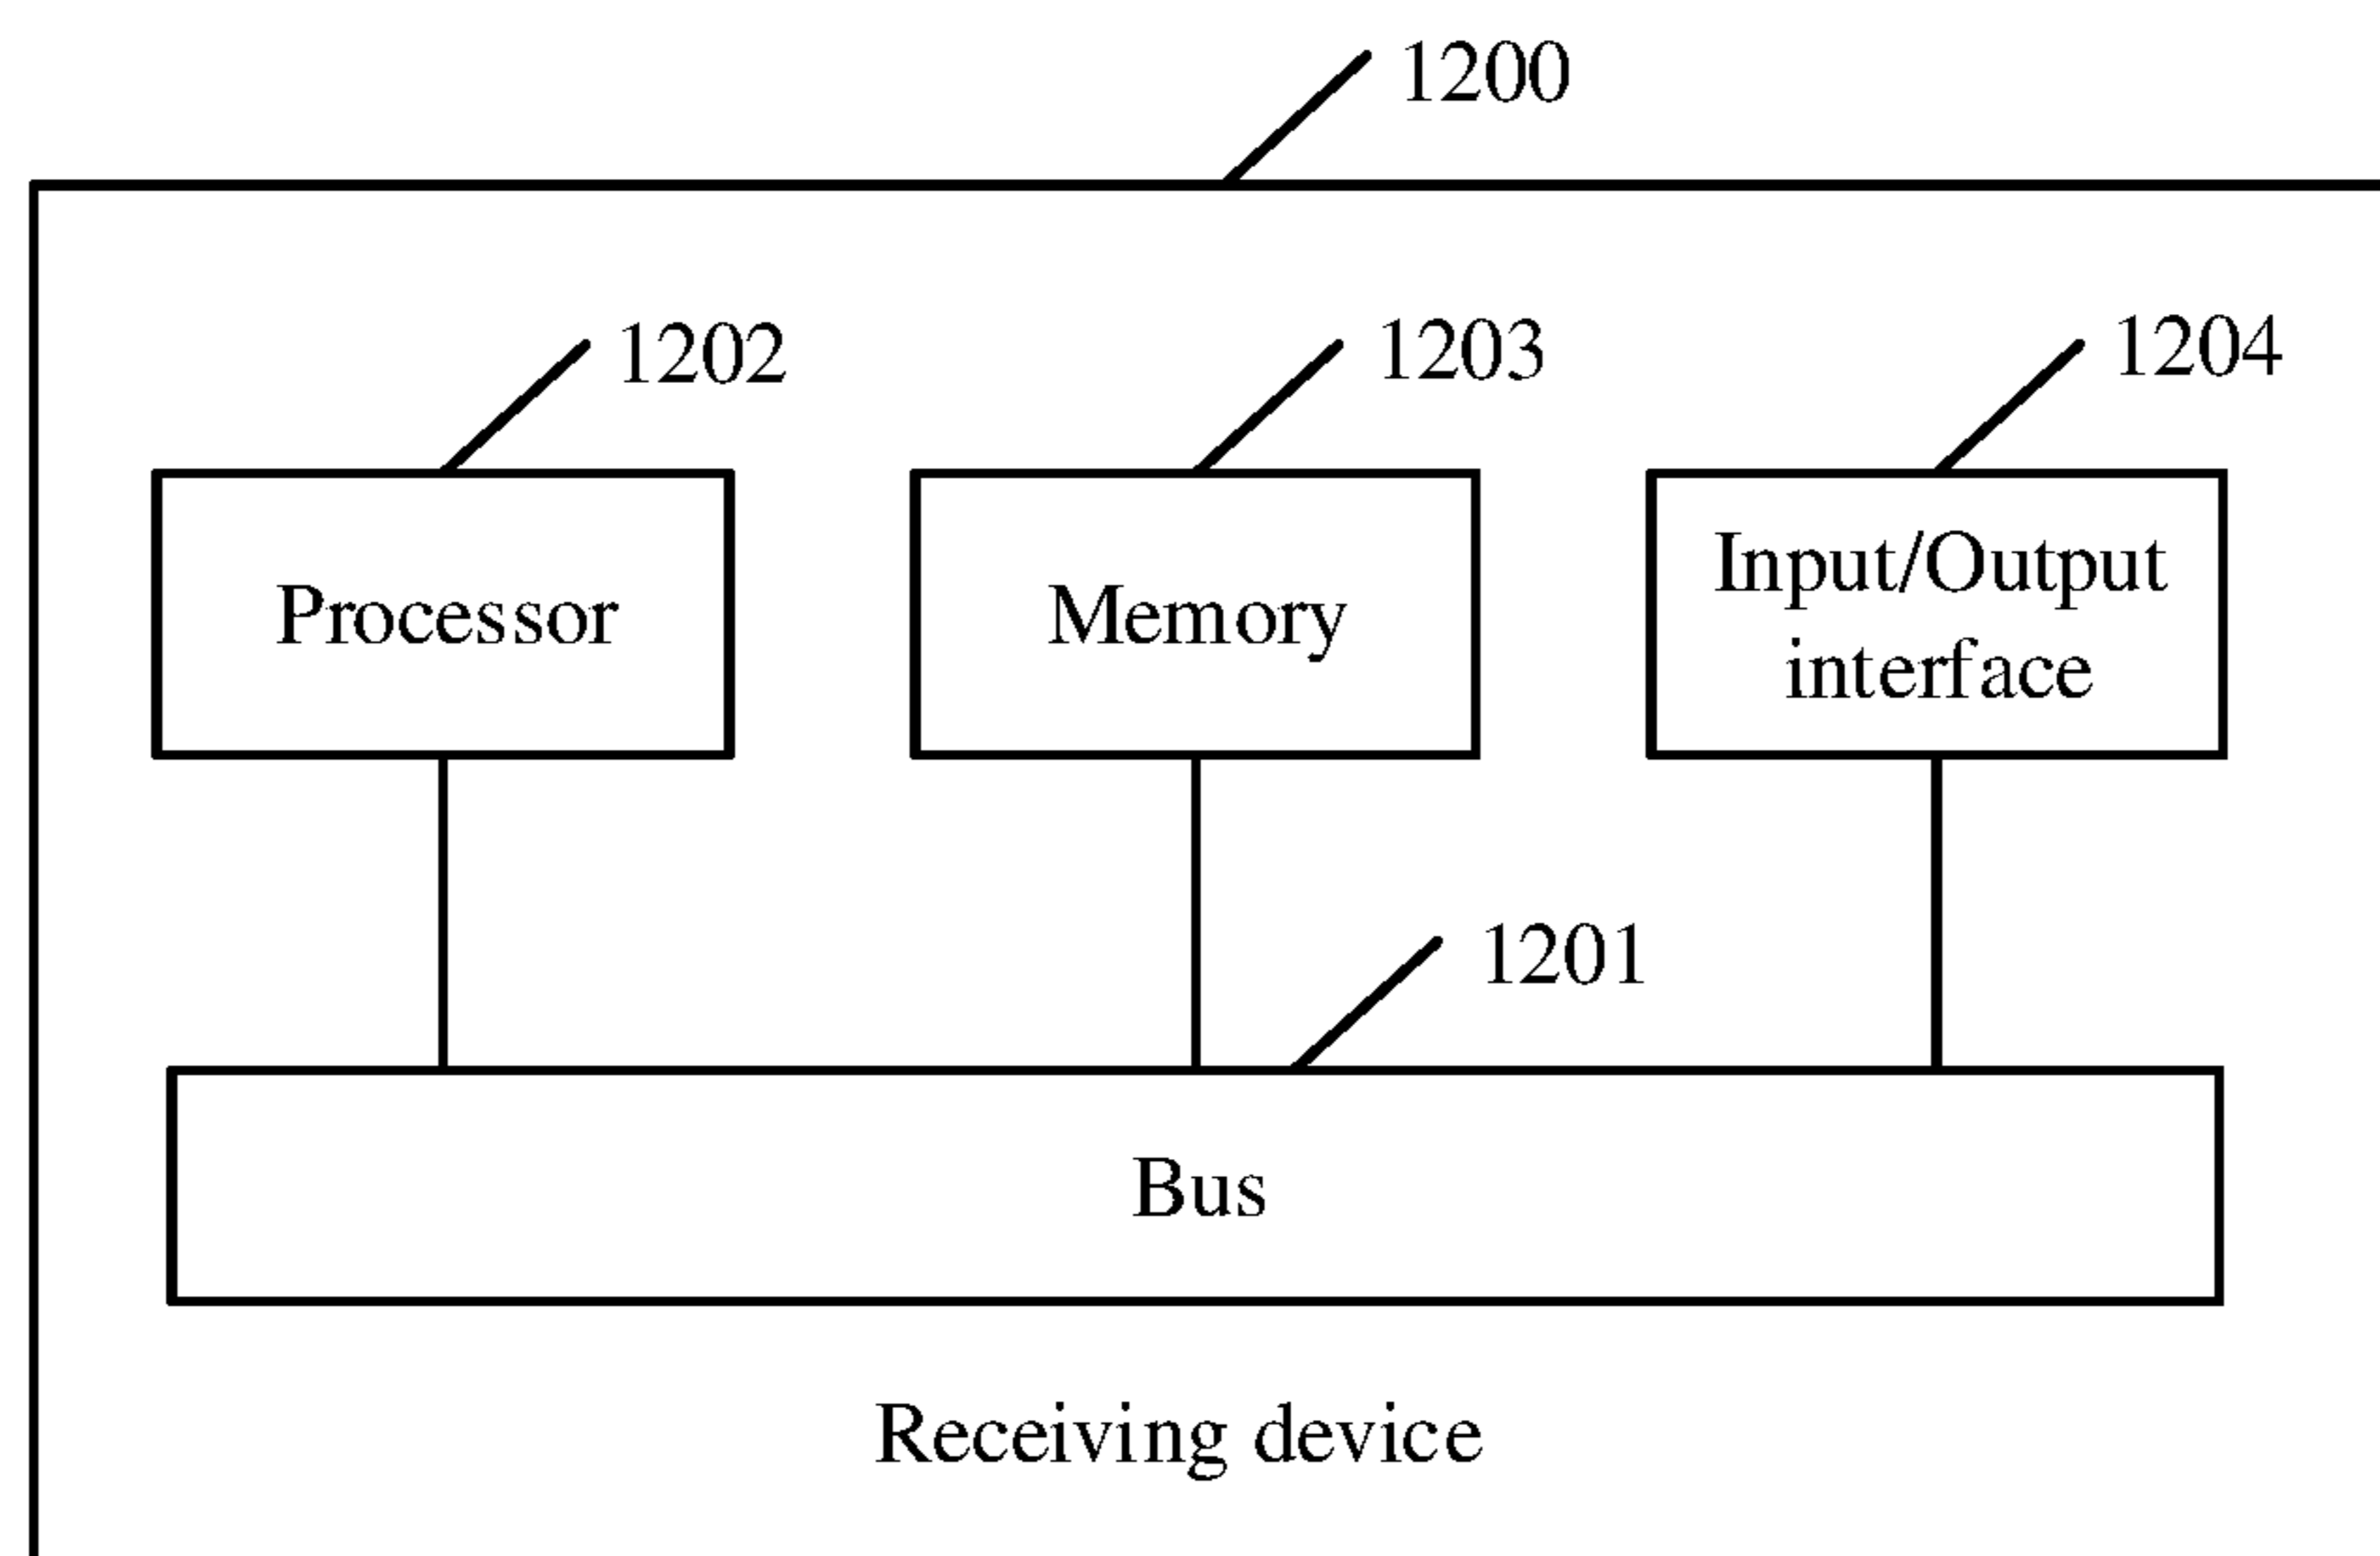 1200
1202
1203
1204
Processor
Memory
Input/Output
interface
1201
Bus
Receiving device